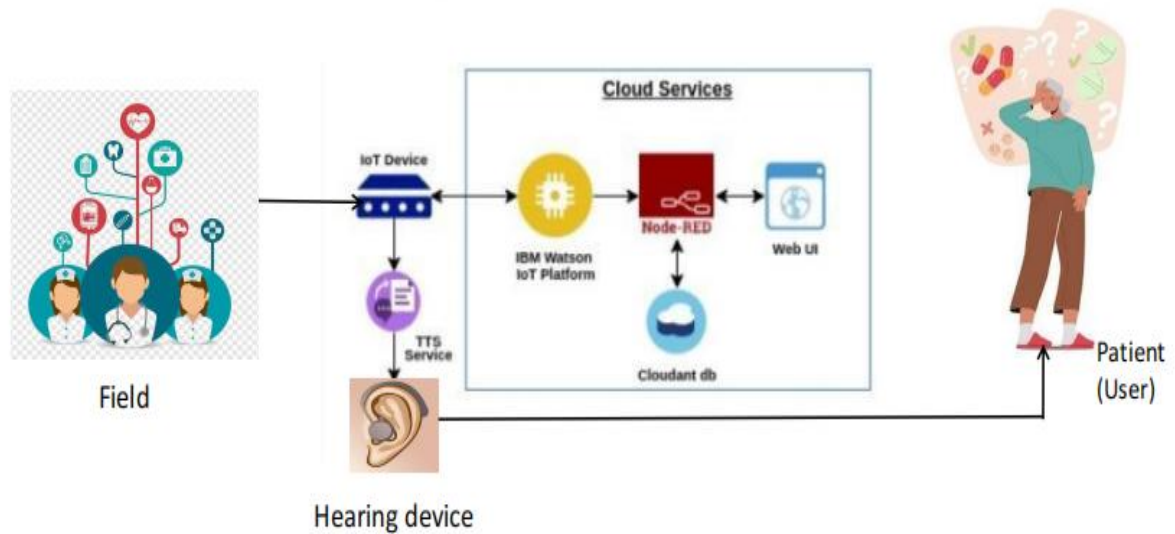 Cloud Services
IoT Device
IBM Watson
IoT Platform
Node-RED
Web UI
TTS
Service
Cloudant db
Field
Hearing device
Patient
(User)